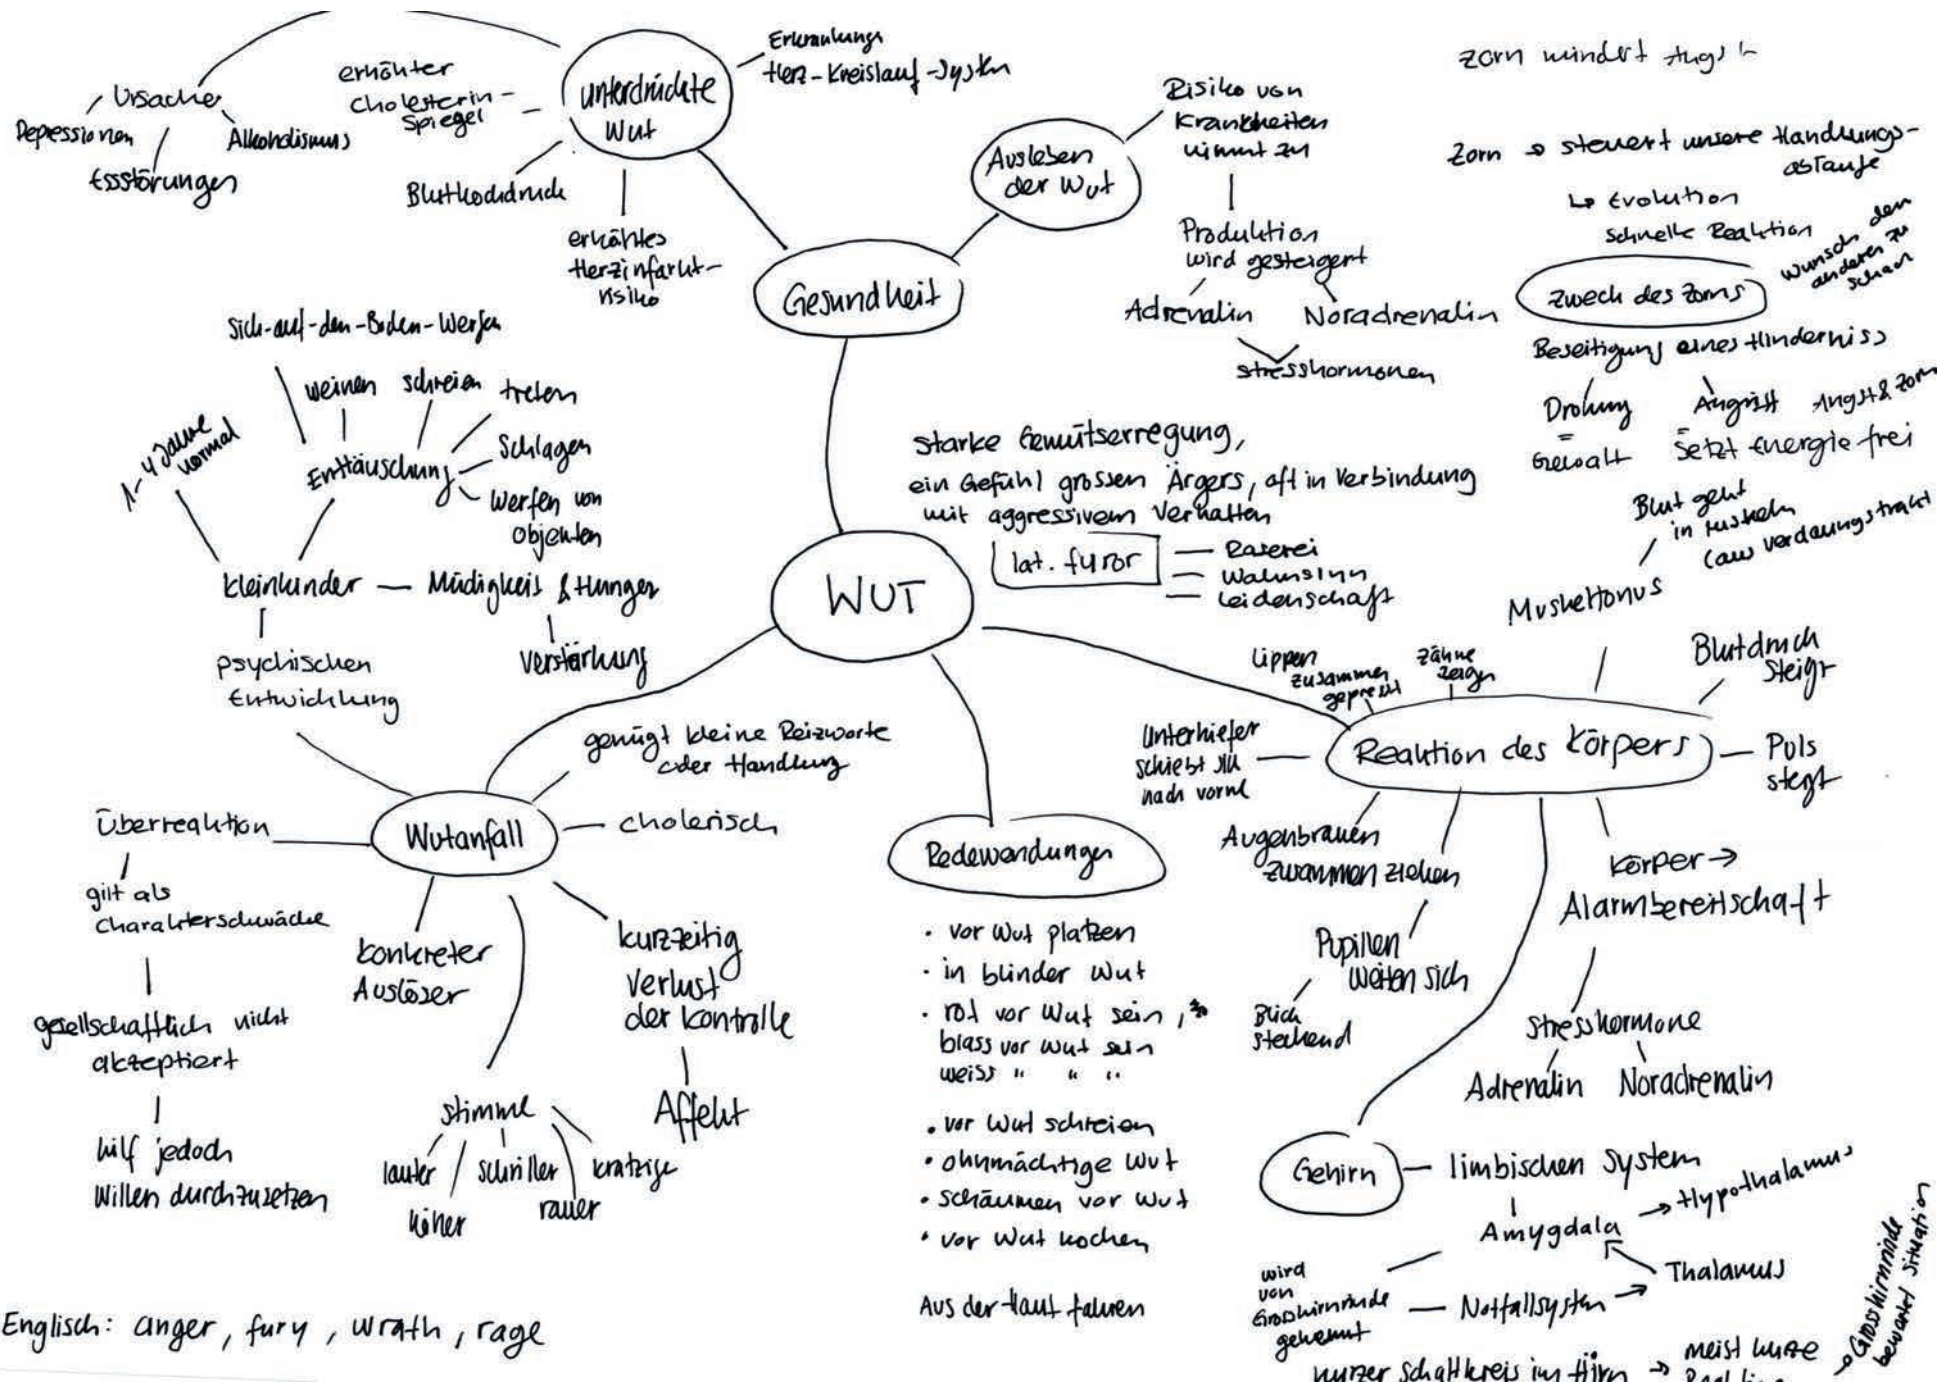 unterdrückte
Wut
Ursache
Depressionen
Essstörungen
Alkoholismus
erhöhter
Cholesterin-
Spiegel
Blutkochdruck
erhöhtes
Herzinfarkt-
risiko
Erkrankungs
Herz-Kreislauf-System
Ausleben
der Wut
Risiko von
Krankheiten
nimmt zu
Produktion
wird gesteigert
Adrenalin
Noradrenalin
stresshormonen
Gesundheit
Zorn mindert Angst
Zorn → steuert unsere Handlungs-
abläufe
↳ Evolution
schnelle Reaktion
Zweck des Zorns
Wunsch den
anderen zu
Beseitigung eines Hinderniss
Drohung
=
Gewalt
Angriff
=
Angst & Zorn
Setzt Energie frei
Sich-auf-den-Boden-Werfen
weinen
schreien
treten
Schlagen
Werfen von
Objekten
Enttäuschung
1-4 Jahre
normal
Kleinkinder
Müdigkeit & Hunger
Verstärkung
psychischen
Entwicklung
starke Gemütserregung,
ein Gefühl grossen Ärgers, oft in Verbindung
mit aggressivem Verhalten
lat. furor
Raserei
Wahnsinn
Leidenschaft
WUT
Blut geht
in Muskeln
(aus Verdauungstrakt
Muskeltonus
Lippen
zusammen
gepresst
Zähne
zeigen
Blutdruck
steigt
Reaktion des Körpers
Puls
steigt
Unterkiefer
schiebt sich
nach vorne
Augenbrauen
zusammen ziehen
Pupillen
weiten sich
Blick
stechend
Körper →
Alarmbereitschaft
Stresshormone
Adrenalin
Noradrenalin
genügt kleine Reizworte
oder Handlung
Wutanfall
cholerisch
Überreaktion
gilt als
Charakterschwäche
gesellschaftlich nicht
akzeptiert
hilf jedoch
Willen durchzusetzen
konkreter
Auslöser
kurzzeitig
Verlust
der Kontrolle
Affekt
stimme
lauter
höher
schriller
rauer
kratzige
Redewendungen
· vor Wut platzen
· in blinder Wut
· rot vor Wut sein,
blass vor Wut sein
weiss " " "
· vor Wut schreien
· ohnmächtige Wut
· schäumen vor Wut
· vor Wut kochen
Aus der Haut fahren
Gehirn
limbischen System
Amygdala
→ Hypothalamus
Thalamus
Notfallsystem →
wird
von
Grosshirnrinde
gehemmt
kurzer Schaltkreis im Hirn → meist kurze
→ Grosshirnrinde
bewertet Situation
Englisch: anger, fury, wrath, rage